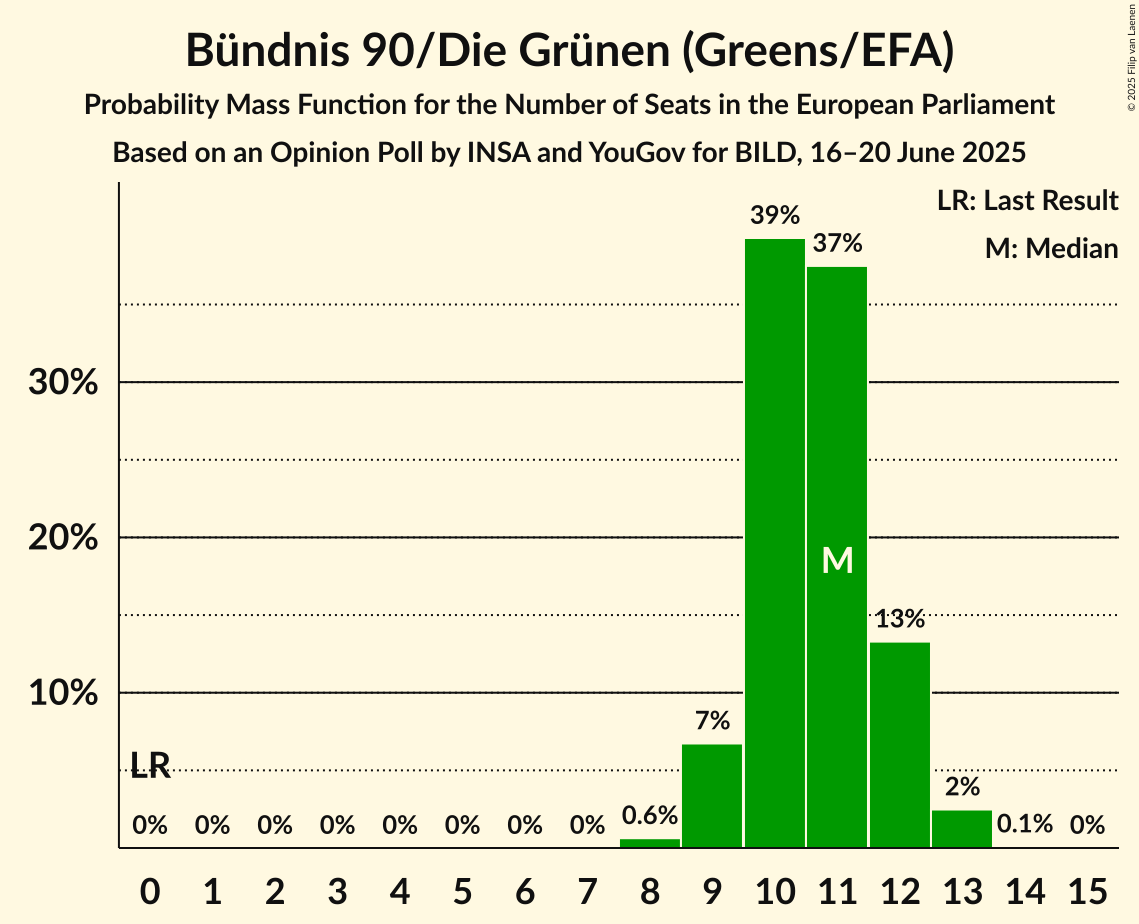 Bündnis 90/Die Grünen (Greens/EFA)
Probability Mass Function for the Number of Seats in the European Parliament
Based on an Opinion Poll by INSA and YouGov for BILD, 16–20 June 2025
© 2025 Filip van Laenen
LR: Last Result
M: Median
39%
37%
30%
20%
M
13%
10%
7%
LR
2%
0% 0% 0% 0% 0% 0% 0% 0% 0.6% 0.1% 0%
0 1 2 3 4 5 6 7 8 9 10 11 12 13 14 15